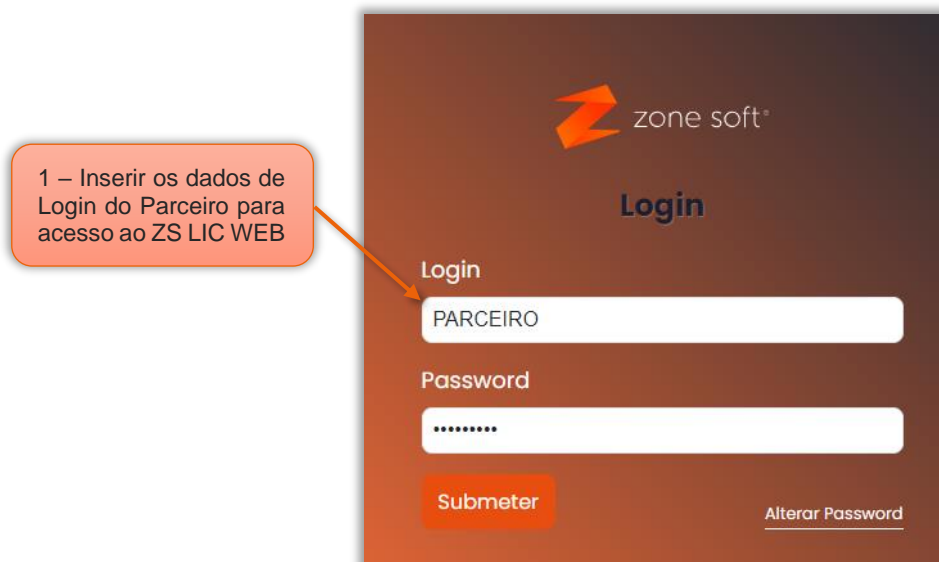 zone soft®
Login
1 – Inserir os dados de
Login do Parceiro para
acesso ao ZS LIC WEB
Login
PARCEIRO
Password
•••••••••
Submeter
Alterar Password